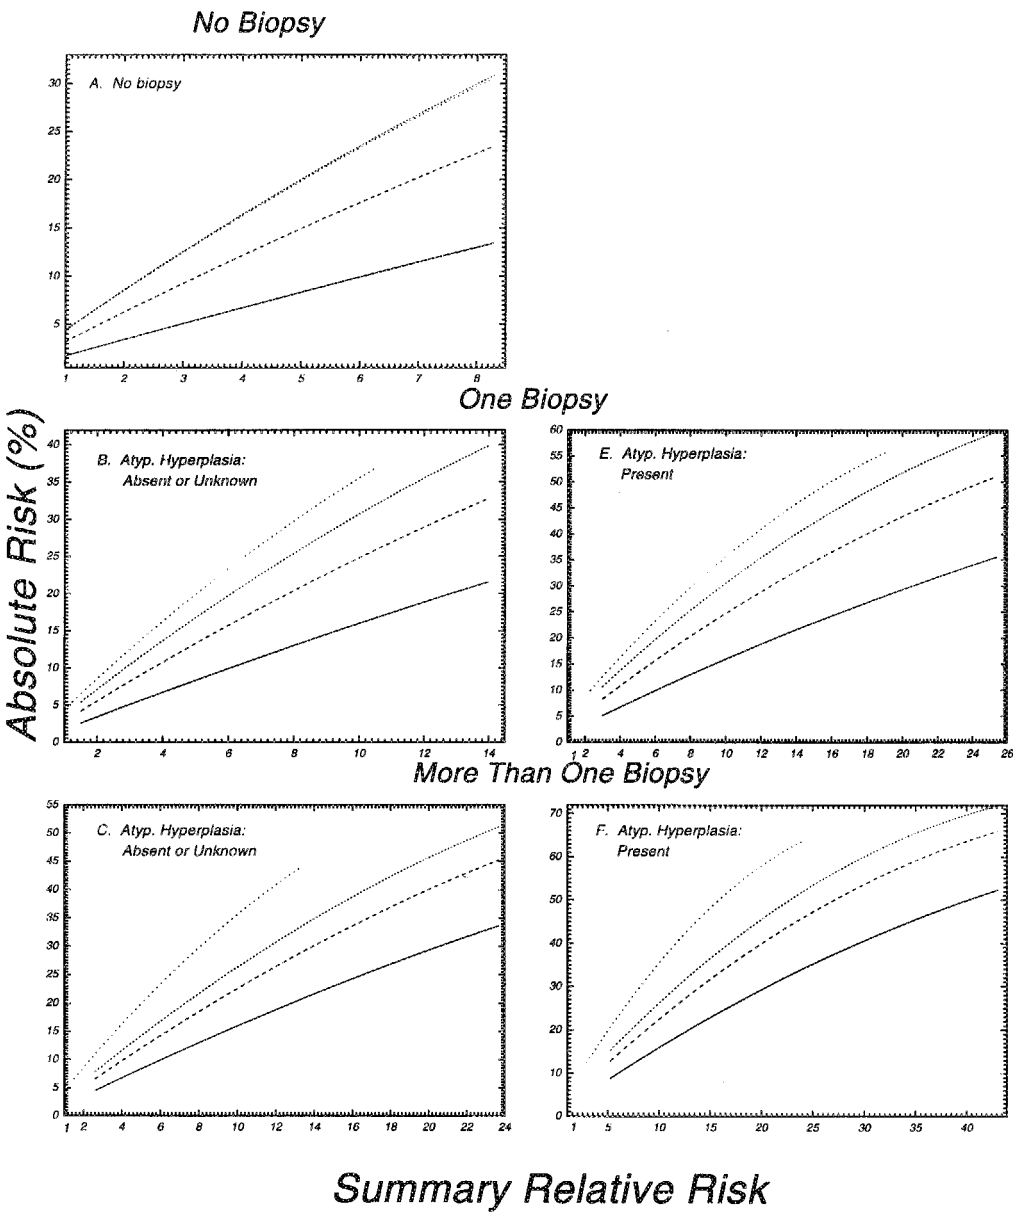 No Biopsy
A. No biopsy
30
25
20
15
10
5
1 2 3 4 5 6 7 8
One Biopsy
Absolute Risk (%)
B. Atyp. Hyperplasia:
Absent or Unknown
40
35
30
25
20
15
10
5
0
2 4 6 8 10 12 14
E. Atyp. Hyperplasia:
Present
60
55
50
45
40
35
30
25
20
15
10
5
0
1 2 4 6 8 10 12 14 16 18 20 22 24 26
More Than One Biopsy
C. Atyp. Hyperplasia:
Absent or Unknown
55
50
45
40
35
30
25
20
15
10
5
0
1 2 4 6 8 10 12 14 16 18 20 22 24
F. Atyp. Hyperplasia:
Present
70
60
50
40
30
20
10
0
1 5 10 15 20 25 30 35 40
Summary Relative Risk